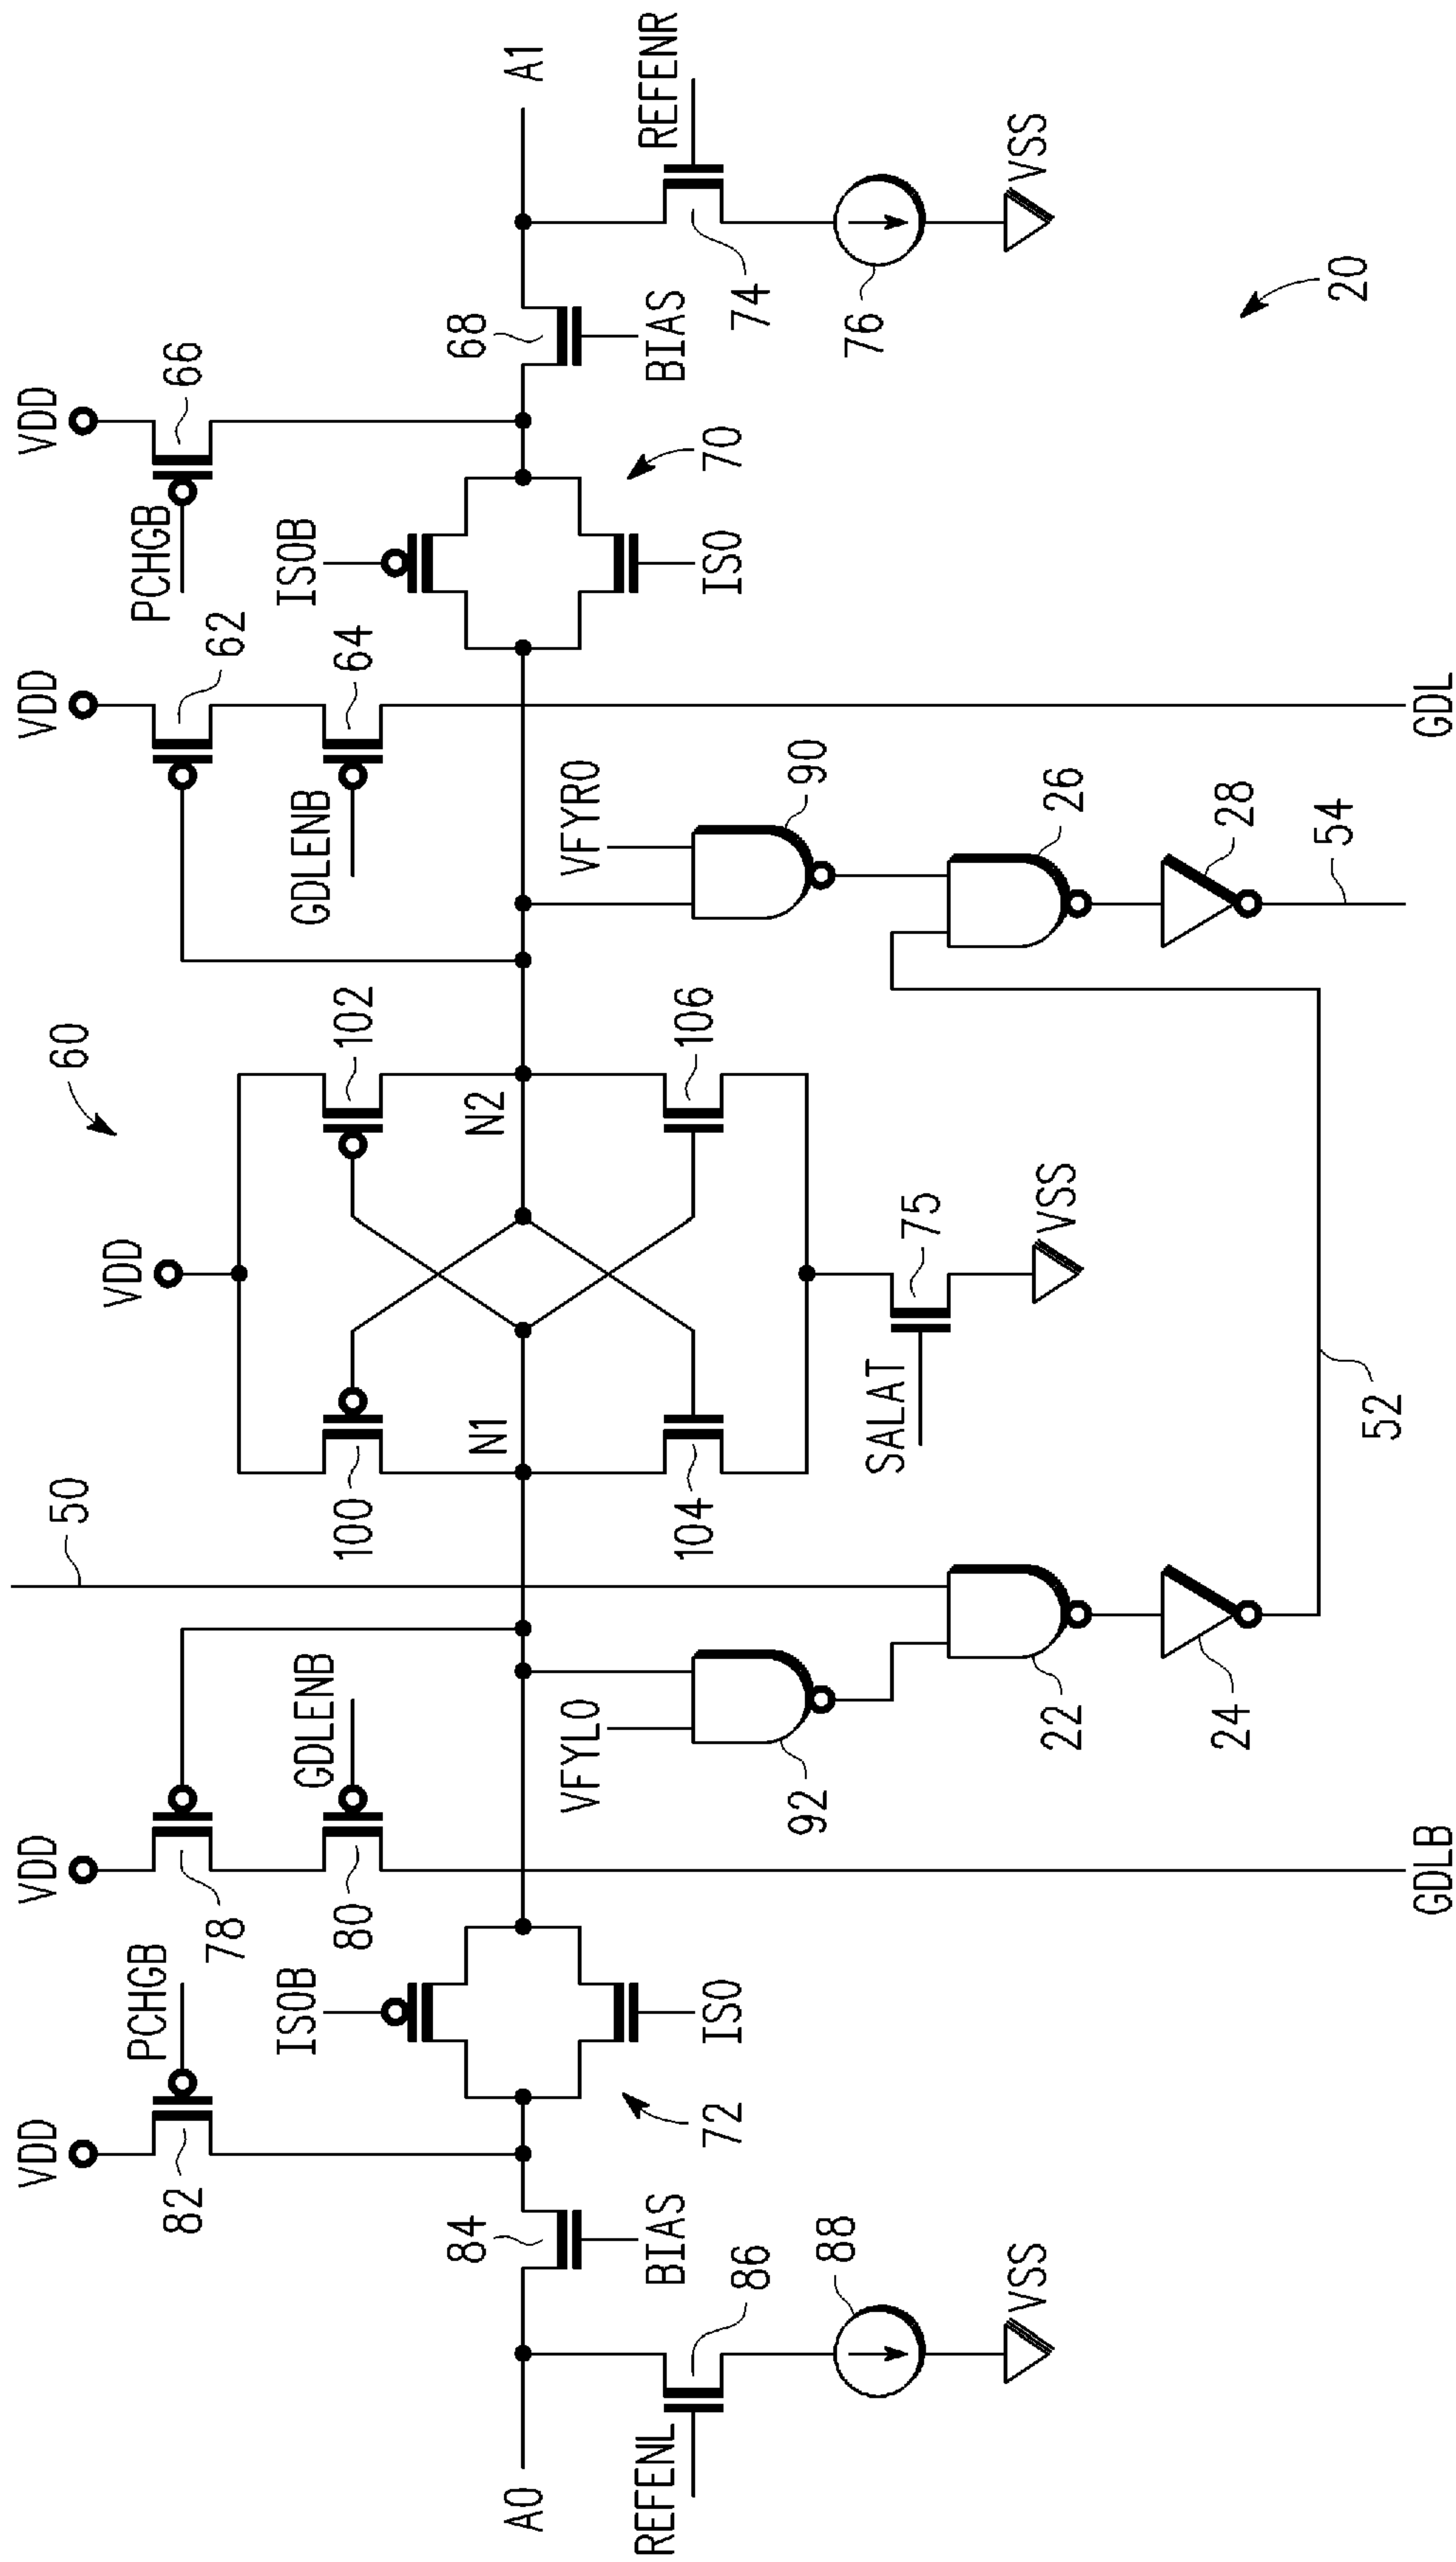 60
VDD
VDD
VDD
VDD
VDD
50
82
PCHGB
78
PCHGB
66
62
GDLENB
80
100
102
GDLENB
64
ISOB
ISOB
A0
84
N1
N2
68
A1
BIAS
72
ISO
VFYL0
104
106
VFYR0
ISO
70
BIAS
REFENL
86
92
90
74
REFENR
88
SALAT
75
76
VSS
22
VSS
26
VSS
24
28
20
52
54
GDLB
GDL